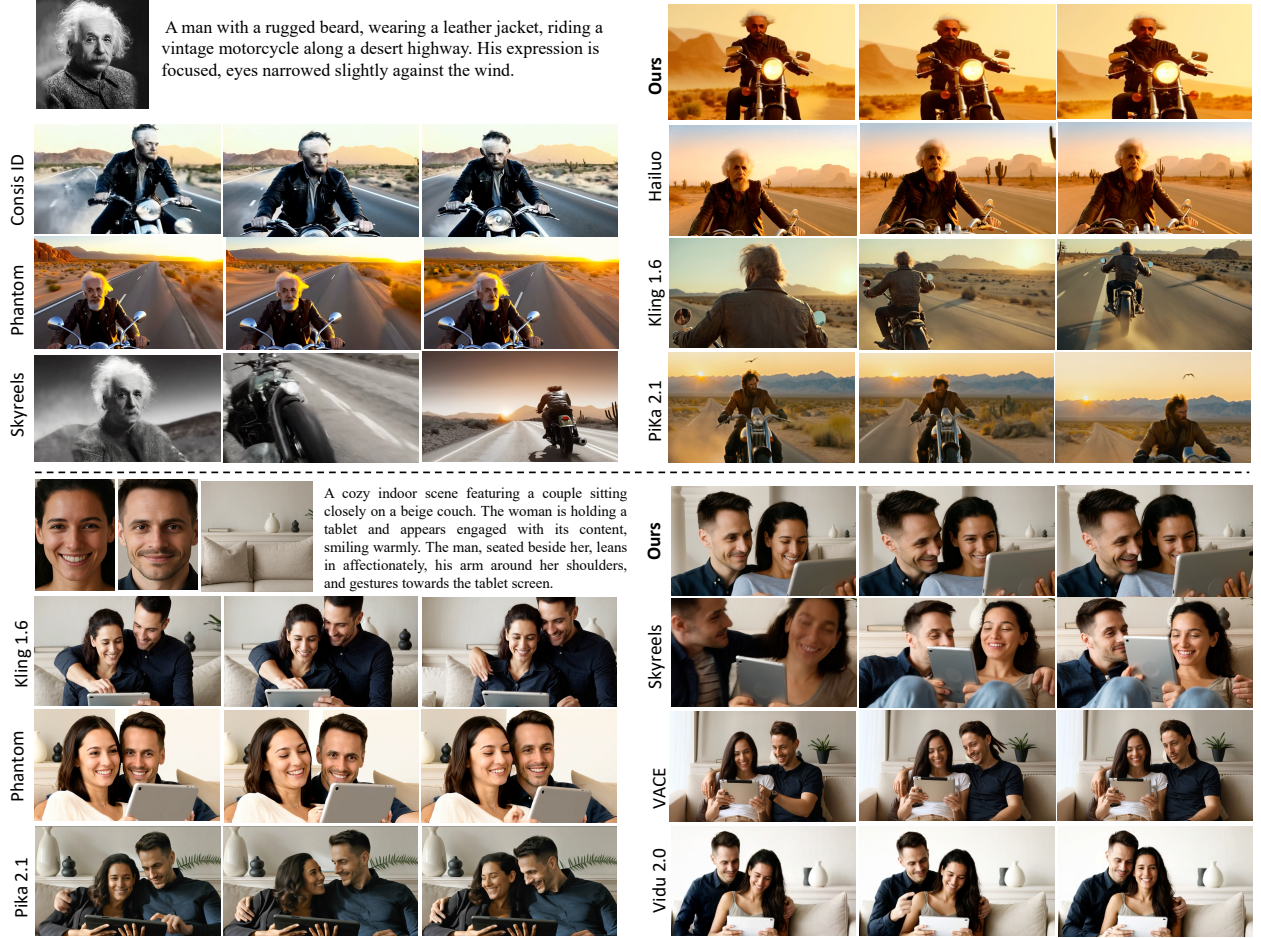 A man with a rugged beard, wearing a leather jacket, riding a
vintage motorcycle along a desert highway. His expression is
focused, eyes narrowed slightly against the wind.
Consis ID
Phantom
Skyreels
Ours
Hailuo
Kling 1.6
PiKa 2.1
A cozy indoor scene featuring a couple sitting
closely on a beige couch. The woman is holding a
tablet and appears engaged with its content,
smiling warmly. The man, seated beside her, leans
in affectionately, his arm around her shoulders,
and gestures towards the tablet screen.
Kling 1.6
Phantom
Pika 2.1
Ours
Skyreels
VACE
Vidu 2.0